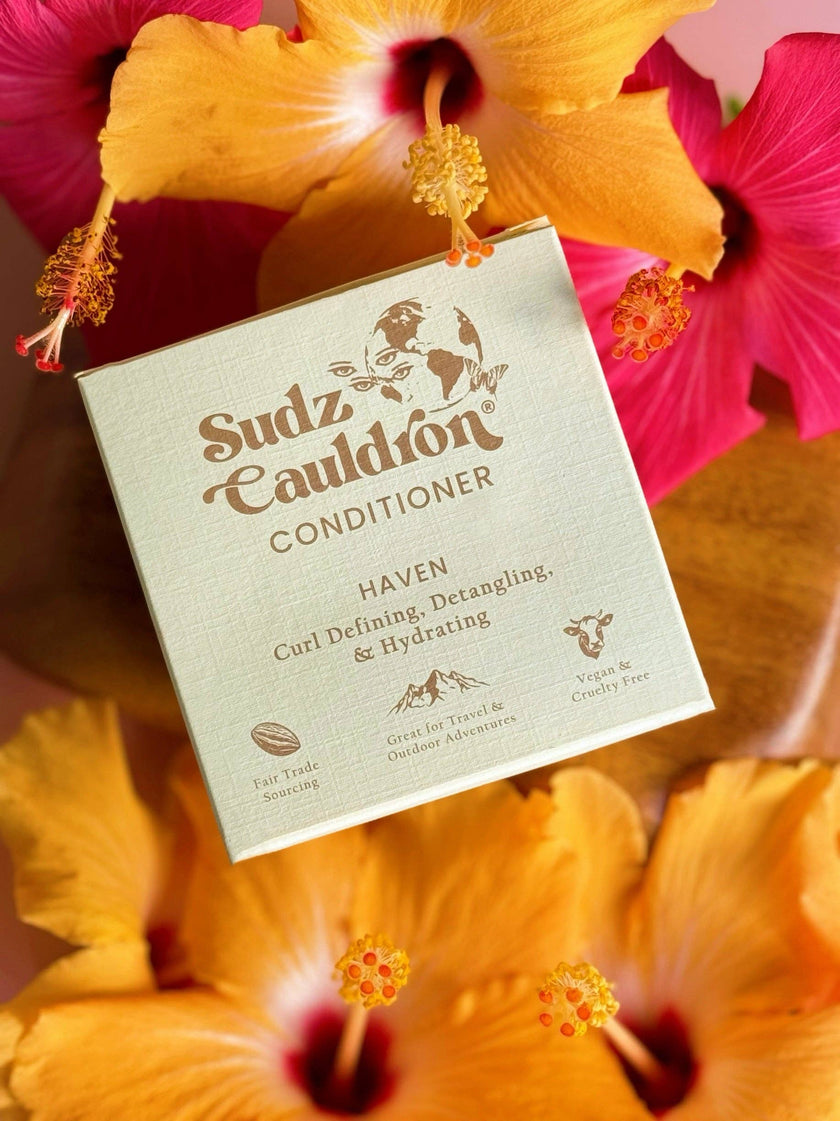 Sudz
Cauldron®
CONDITIONER
HAVEN
Curl Defining, Detangling,
& Hydrating
Fair Trade
Sourcing
Great for Travel &
Outdoor Adventures
Vegan &
Cruelty Free